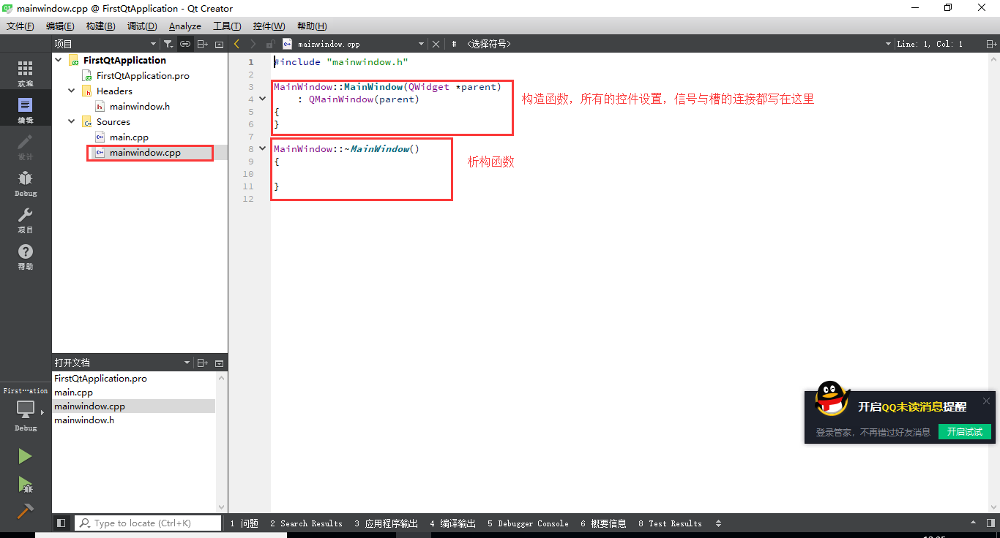 mainwindow.cpp @ FirstQtApplication - Qt Creator
文件(F) 编辑(E) 构建(B) 调试(D) Analyze 工具(T) 控件(W) 帮助(H)
项目
mainwindow.cpp
# <选择符号>
Line: 1, Col: 1
欢迎
编辑
设计
Debug
项目
帮助
FirstQtApplication
FirstQtApplication.pro
Headers
mainwindow.h
Sources
main.cpp
mainwindow.cpp
1 #include "mainwindow.h"
2
3 MainWindow::MainWindow(QWidget *parent)
4 : QMainWindow(parent)
5 {
6 }
7
8 MainWindow::~MainWindow()
9 {
10
11 }
12
构造函数，所有的控件设置，信号与槽的连接都写在这里
析构函数
打开文档
FirstQtApplication.pro
main.cpp
mainwindow.cpp
mainwindow.h
First···ation
Debug
开启QQ未读消息提醒
登录管家，不再错过好友消息
开启试试
Type to locate (Ctrl+K)
1 问题 2 Search Results 3 应用程序输出 4 编译输出 5 Debugger Console 6 概要信息 8 Test Results